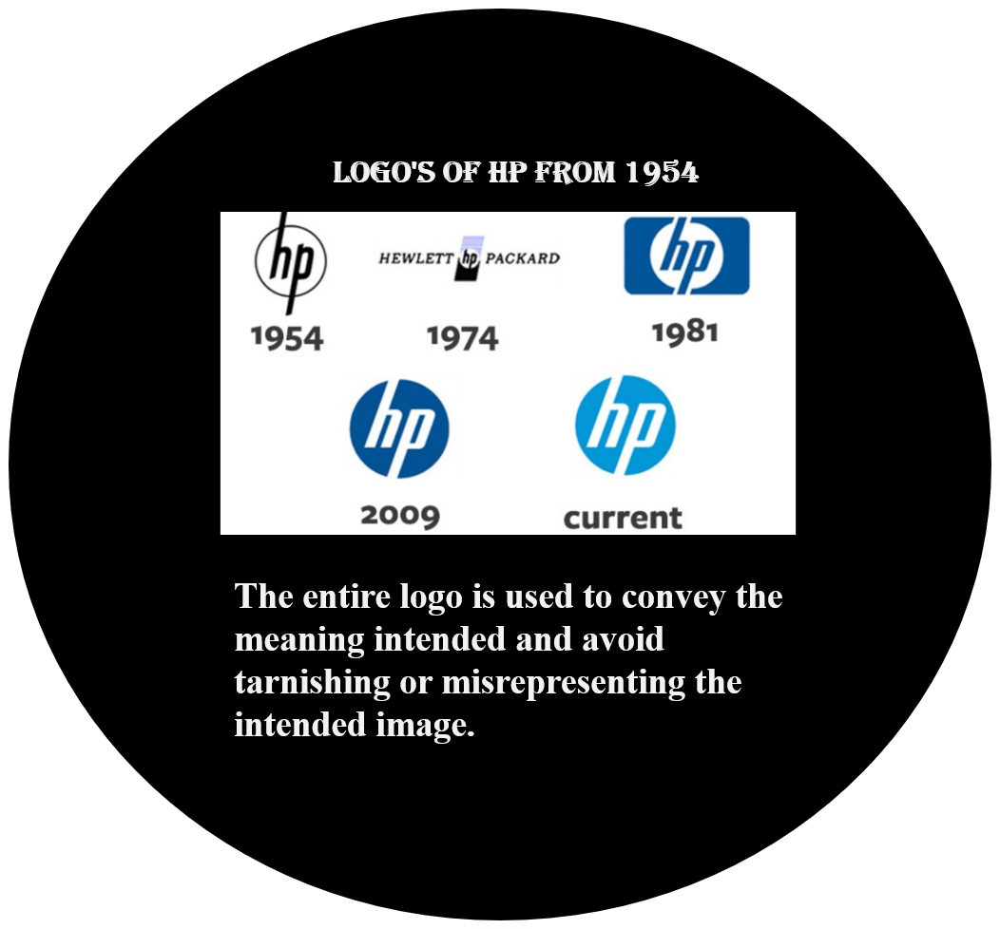 LOGO'S OF HP FROM 1954
hp
HEWLETT hp PACKARD
hp
1954
1974
1981
hp
hp
2009
current
The entire logo is used to convey the
meaning intended and avoid
tarnishing or misrepresenting the
intended image.